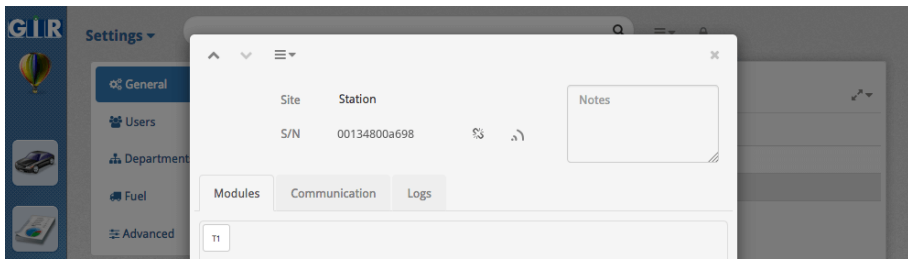 GIR
Settings
General
Users
Department
Fuel
Advanced
Site Station
S/N 00134800a698
Notes
Modules Communication Logs
T1